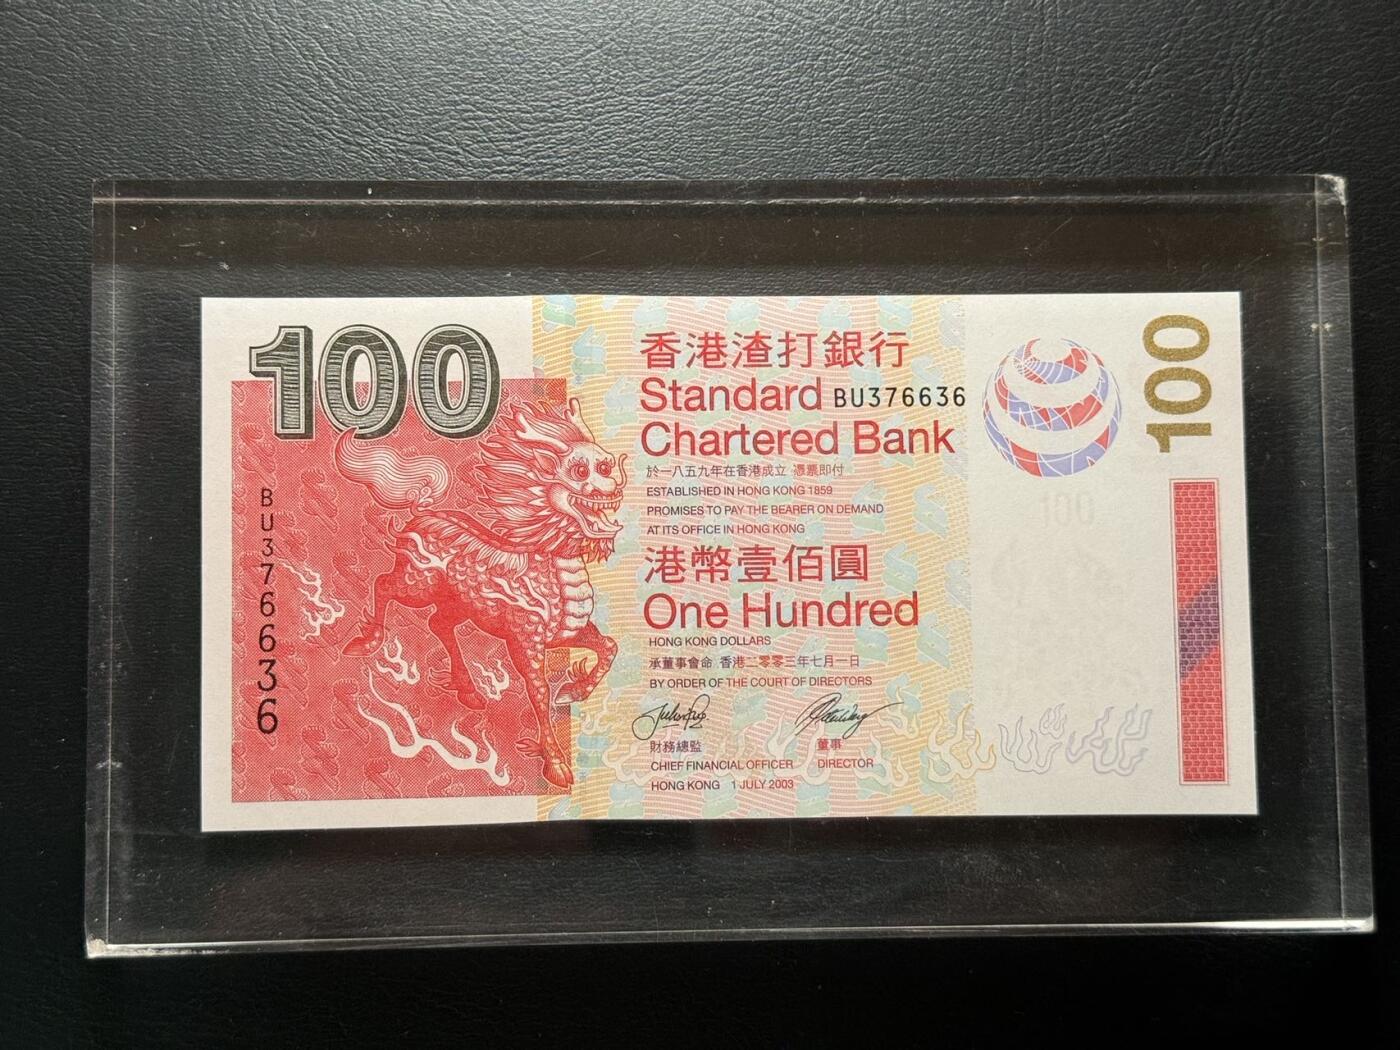 100
香港渣打銀行
Standard
BU376636
Chartered Bank
於一八五九年在香港成立 憑票即付
ESTABLISHED IN HONG KONG 1859
PROMISES TO PAY THE BEARER ON DEMAND
AT ITS OFFICE IN HONG KONG
港幣壹佰圓
One Hundred
HONG KONG DOLLARS
承董事會命 香港二零零三年七月一日
BY ORDER OF THE COURT OF DIRECTORS
財務總監 董事
CHIEF FINANCIAL OFFICER DIRECTOR
HONG KONG 1 JULY 2003
BU376636
100